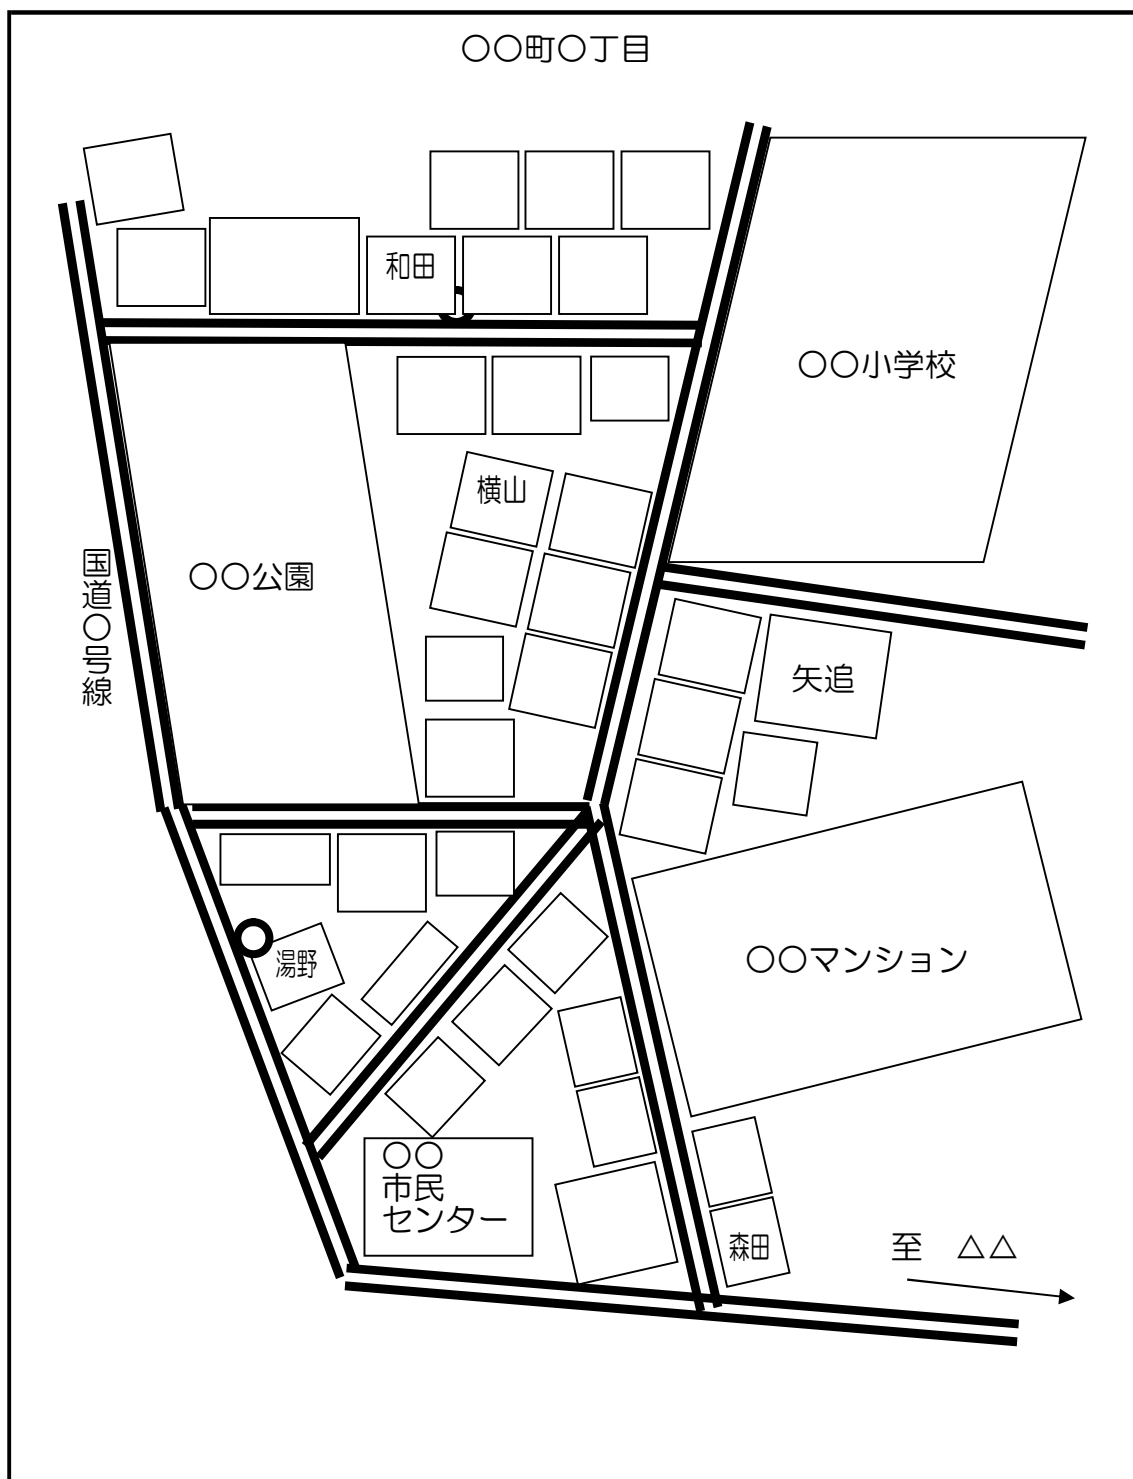 〇〇町〇丁目
和田
〇〇小学校
横山
国道〇号線
〇〇公園
矢追
〇〇マンション
湯野
〇〇
市民
センター
森田
至　△△